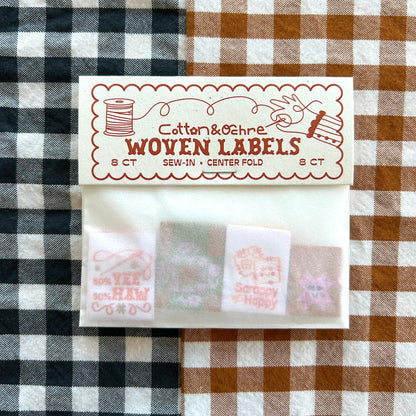 Cotton & Ochre
WOVEN LABELS
8 CT SEW-IN • CENTER FOLD 8 CT
50% YEE
50% HAW
Scrappy
Happy